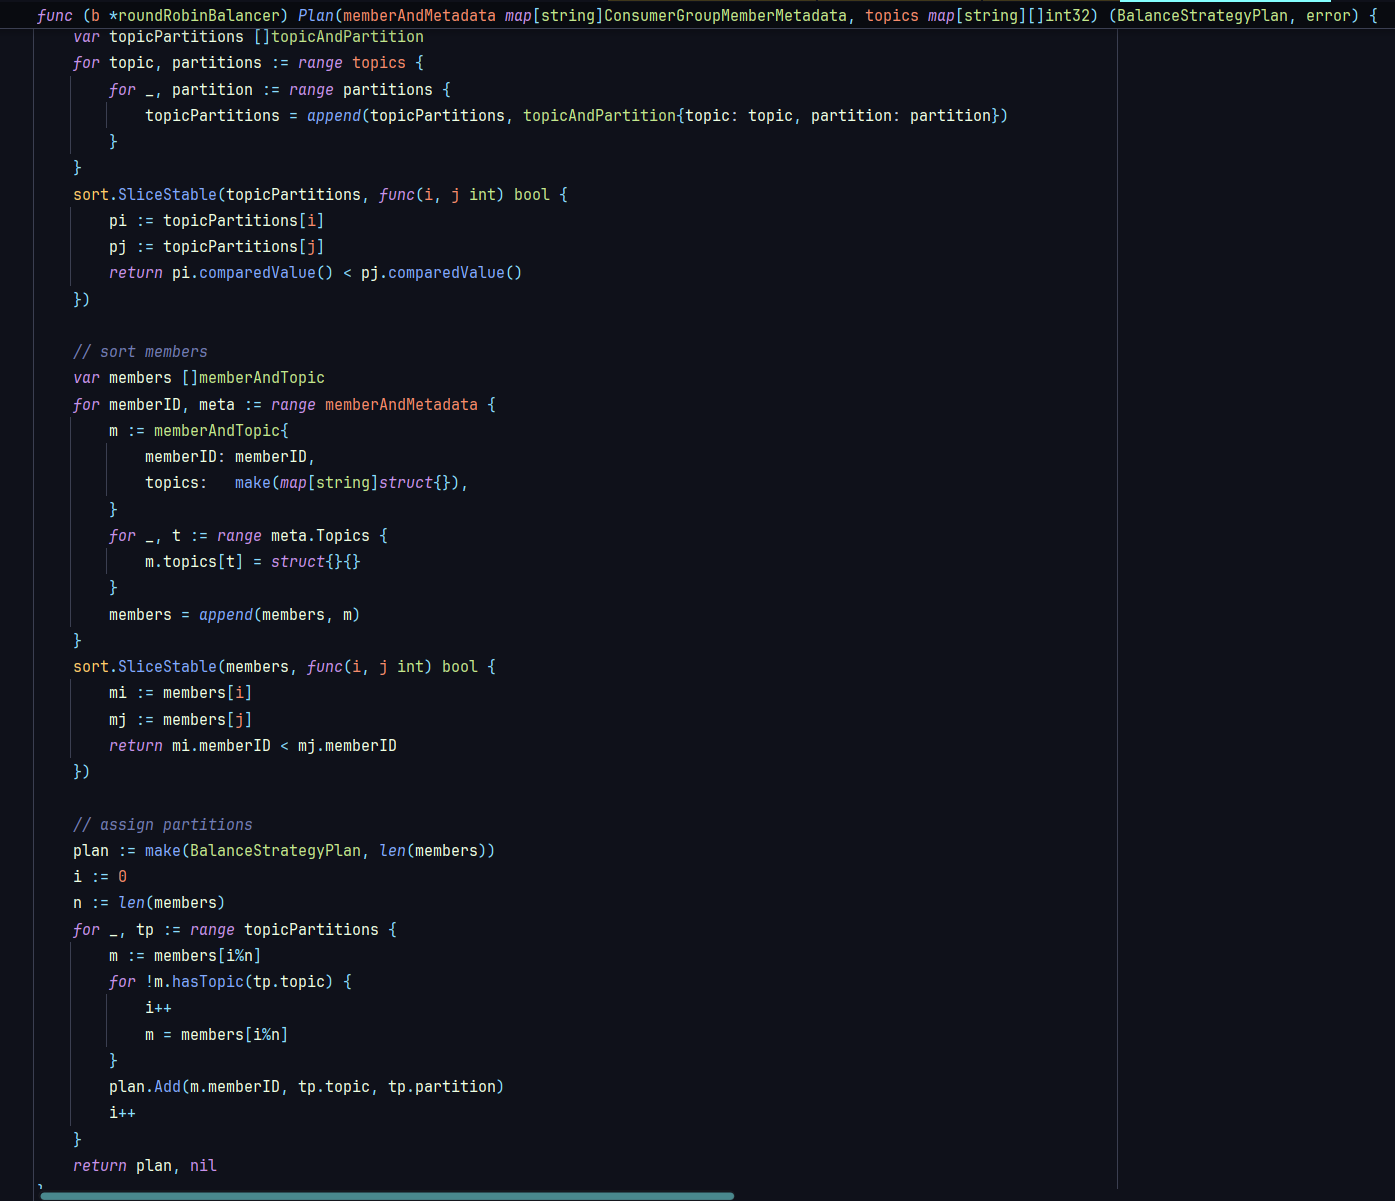 func (b *roundRobinBalancer) Plan(memberAndMetadata map[string]ConsumerGroupMemberMetadata, topics map[string][]int32) (BalanceStrategyPlan, error) {
    var topicPartitions []topicAndPartition
    for topic, partitions := range topics {
        for _, partition := range partitions {
            topicPartitions = append(topicPartitions, topicAndPartition{topic: topic, partition: partition})
        }
    }
    sort.SliceStable(topicPartitions, func(i, j int) bool {
        pi := topicPartitions[i]
        pj := topicPartitions[j]
        return pi.comparedValue() < pj.comparedValue()
    })

    // sort members
    var members []memberAndTopic
    for memberID, meta := range memberAndMetadata {
        m := memberAndTopic{
            memberID: memberID,
            topics:   make(map[string]struct{}),
        }
        for _, t := range meta.Topics {
            m.topics[t] = struct{}{}
        }
        members = append(members, m)
    }
    sort.SliceStable(members, func(i, j int) bool {
        mi := members[i]
        mj := members[j]
        return mi.memberID < mj.memberID
    })

    // assign partitions
    plan := make(BalanceStrategyPlan, len(members))
    i := 0
    n := len(members)
    for _, tp := range topicPartitions {
        m := members[i%n]
        for !m.hasTopic(tp.topic) {
            i++
            m = members[i%n]
        }
        plan.Add(m.memberID, tp.topic, tp.partition)
        i++
    }
    return plan, nil